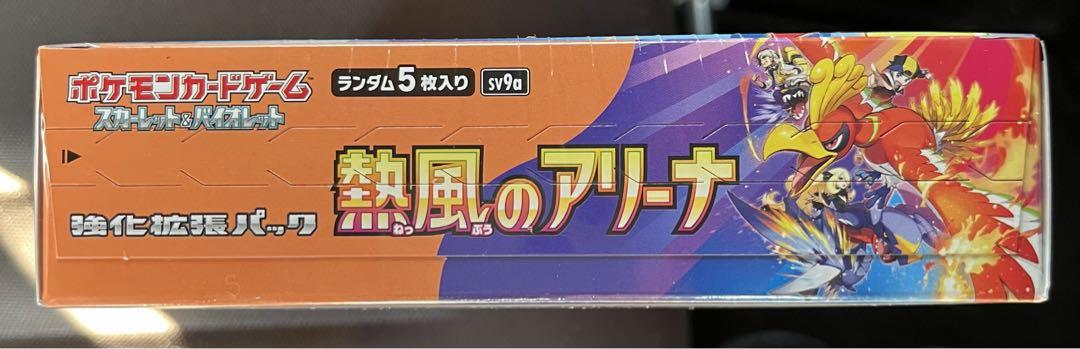 ポケモンカードゲーム
スカーレット&バイオレット
ランダム5枚入り
sv9a
強化拡張パック
熱風のアリーナ
ねっ ぷう
S